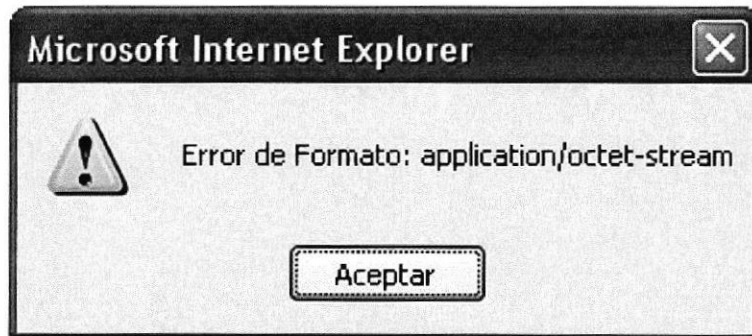 Microsoft Internet Explorer
Error de Formato: application/octet-stream
Aceptar